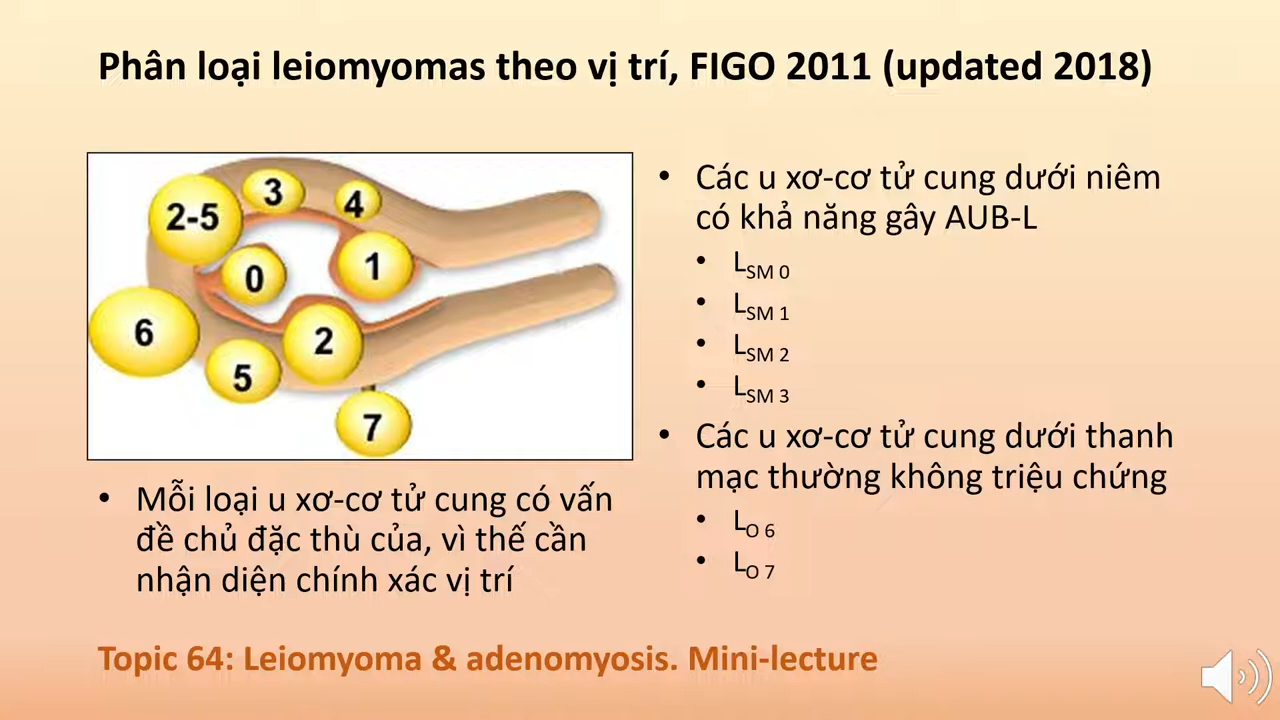 Phân loại leiomyomas theo vị trí, FIGO 2011 (updated 2018)
2-5
3
4
0
1
6
2
5
7
• Mỗi loại u xơ-cơ tử cung có vấn
đề chủ đặc thù của, vì thế cần
nhận diện chính xác vị trí
• Các u xơ-cơ tử cung dưới niêm
có khả năng gây AUB-L
• LSM 0
• LSM 1
• LSM 2
• LSM 3
• Các u xơ-cơ tử cung dưới thanh
mạc thường không triệu chứng
• LO 6
• LO 7
Topic 64: Leiomyoma & adenomyosis. Mini-lecture